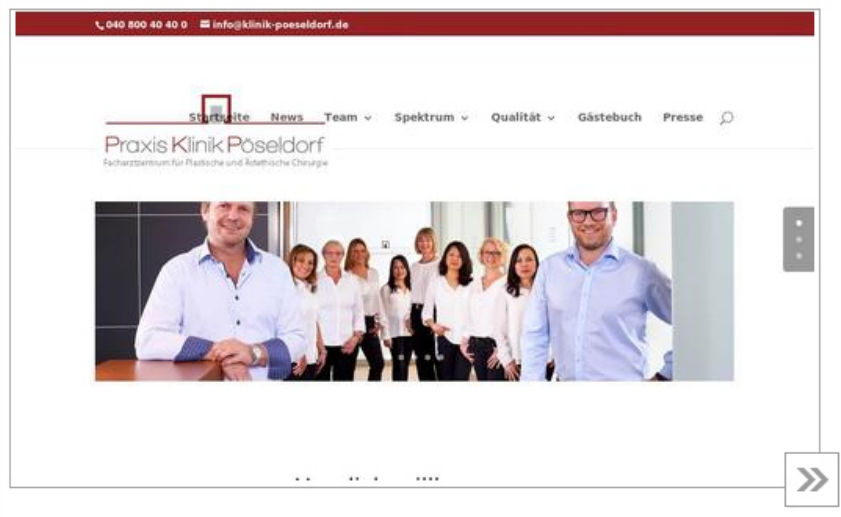 040 800 40 40 0 info@klinik-poeseldorf.de
Startseite News Team Spektrum Qualität Gästebuch Presse
Praxis Klinik Pöseldorf
Facharztzentrum für Plastische und Ästethische Chirurgie